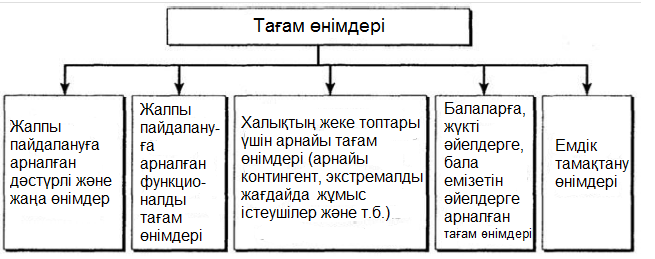 Тағам өнімдері
Жалпы
пайдалануға
арналған
дәстүрлі және
жаңа өнімдер
Жалпы
пайдалану-
ға
арналған
функцио-
налды
тағам
өнімдері
Халықтың жеке топтары
үшін арнайы тағам
өнімдері (арнайы
контингент, экстремалды
жағдайда жұмыс
істеушілер және т.б.)
Балаларға,
жүкті
әйелдерге,
бала
емізетін
әйелдерге
арналған
тағам өнімдері
Емдік
тамақтану
өнімдері